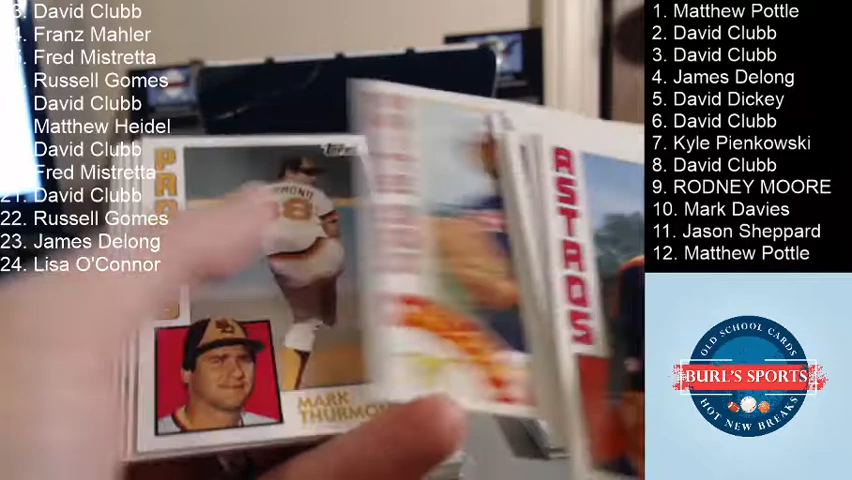 3. David Clubb
4. Franz Mahler
Fred Mistretta
Russell Gomes
David Clubb
Matthew Heidel
David Clubb
Fred Mistretta
21. David Clubb
22. Russell Gomes
23. James Delong
24. Lisa O'Connor
Topps
MARK
THURMON
ASTROS
1. Matthew Pottle
2. David Clubb
3. David Clubb
4. James Delong
5. David Dickey
6. David Clubb
7. Kyle Pienkowski
8. David Clubb
9. RODNEY MOORE
10. Mark Davies
11. Jason Sheppard
12. Matthew Pottle
OLD SCHOOL CARDS
BURL'S SPORTS
HOT NEW BREAKS